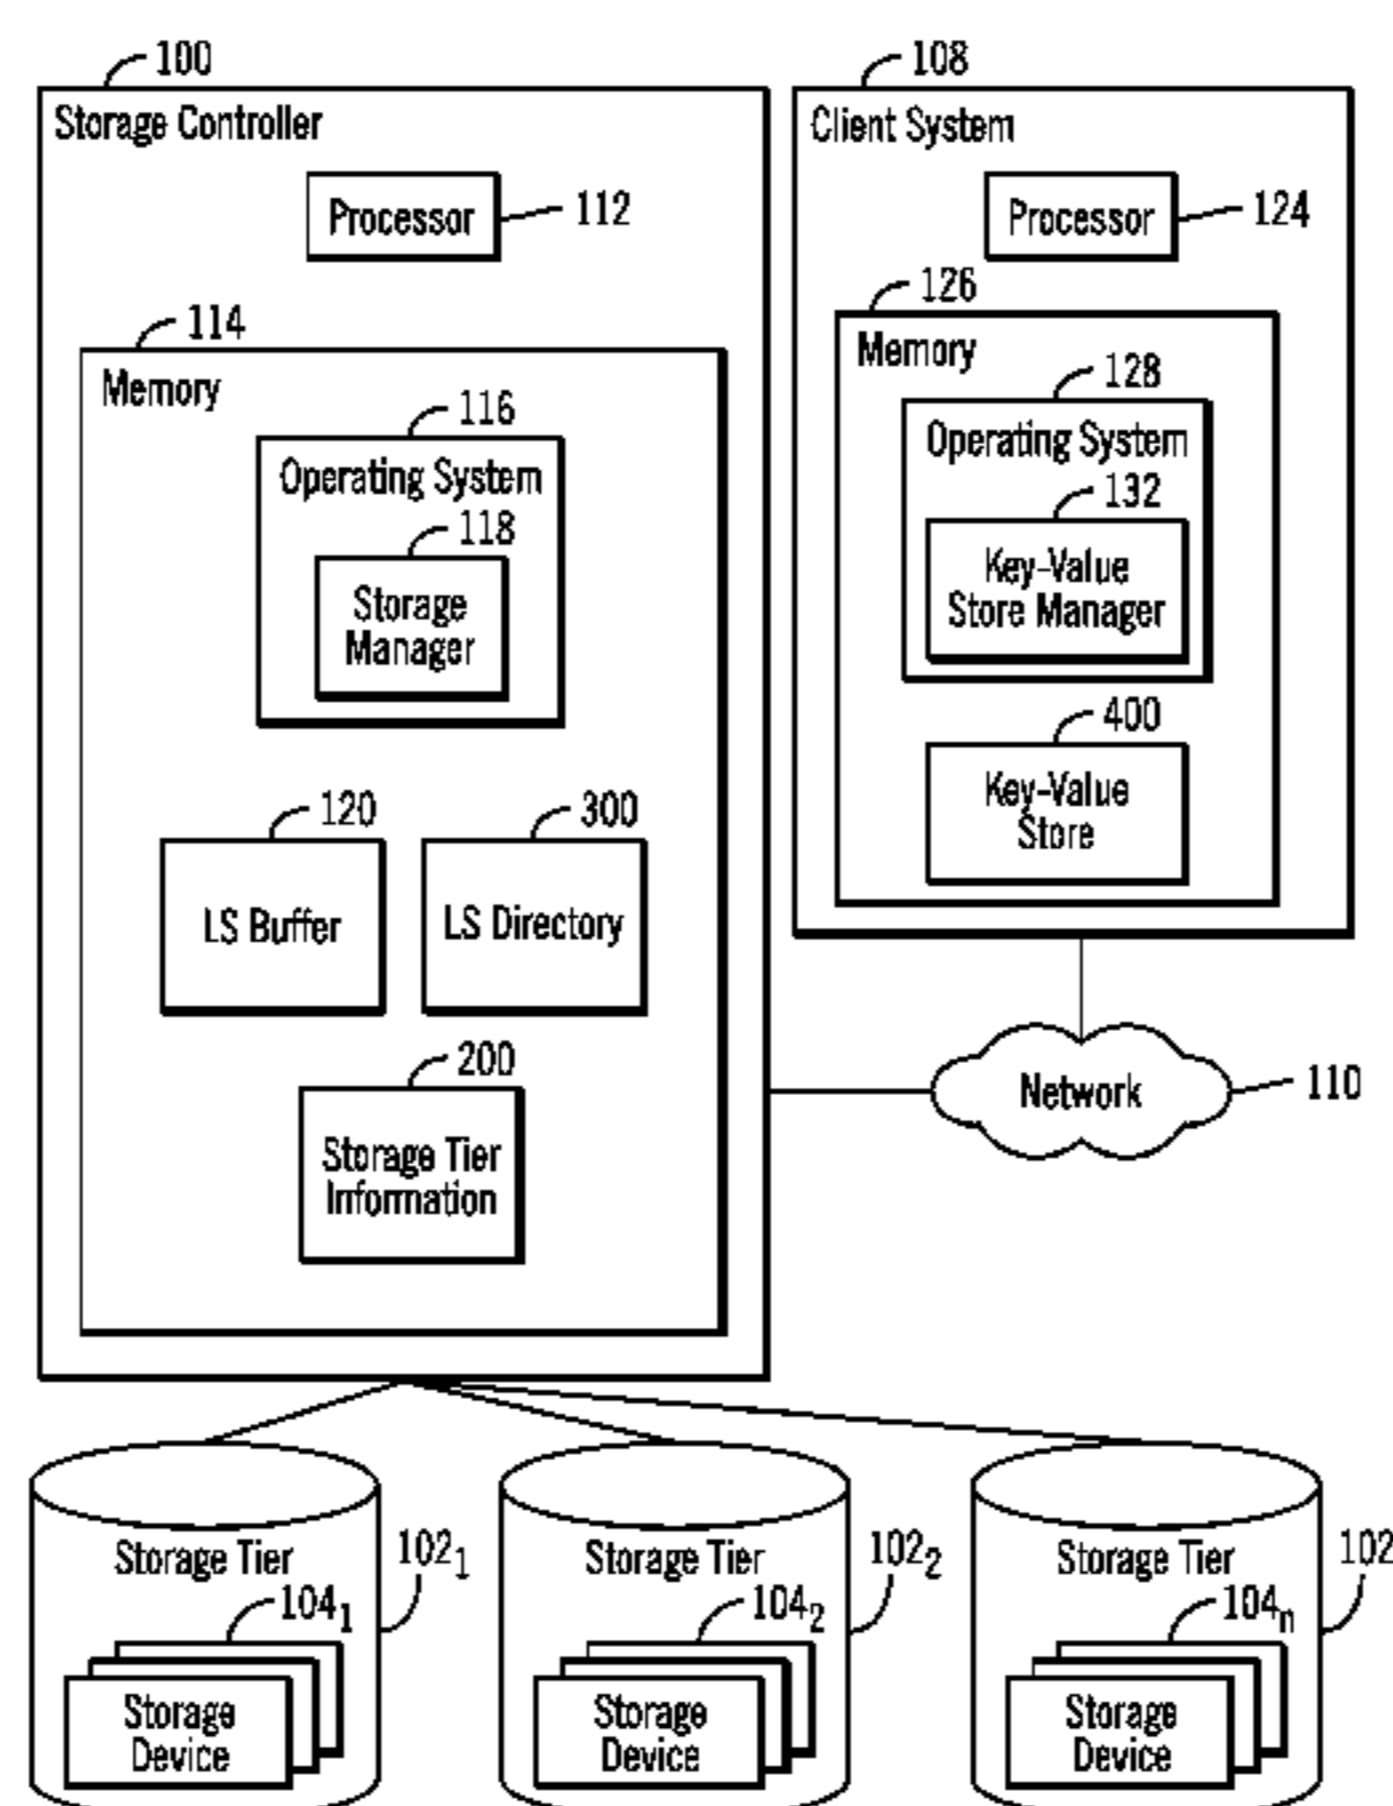 100
Storage Controller
Processor
112
114
Memory
116
Operating System
118
Storage
Manager
120
LS Buffer
300
LS Directory
200
Storage Tier
Information
108
Client System
Processor
124
126
Memory
128
Operating System
132
Key-Value
Store Manager
400
Key-Value
Store
Network
110
Storage Tier
102₁
104₁
Storage
Device
Storage Tier
102₂
104₂
Storage
Device
Storage Tier
102
104ₙ
Storage
Device